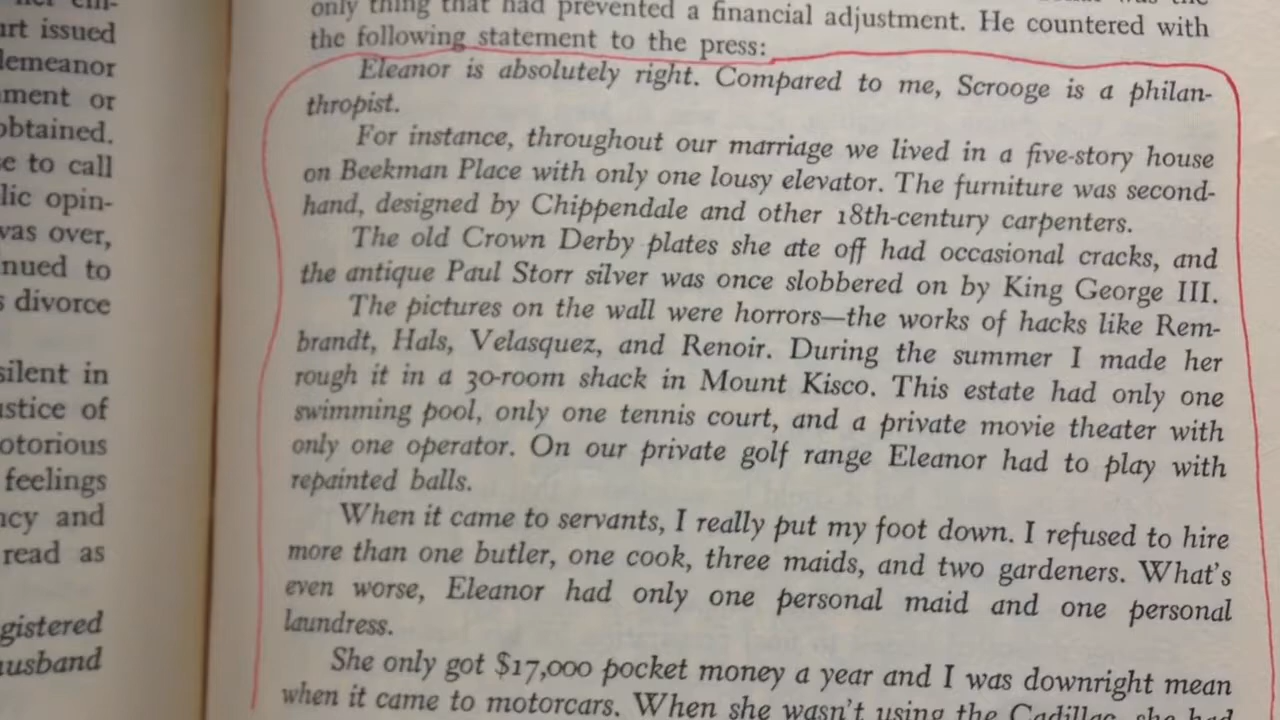 urt issued
demeanor
ment or
obtained.
se to call
lic opin-
was over,
nued to
s divorce
silent in
ustice of
otorious
feelings
ncy and
read as
gistered
husband
only thing that had prevented a financial adjustment. He countered with
the following statement to the press:
Eleanor is absolutely right. Compared to me, Scrooge is a philan-
thropist.
For instance, throughout our marriage we lived in a five-story house
on Beekman Place with only one lousy elevator. The furniture was second-
hand, designed by Chippendale and other 18th-century carpenters.
The old Crown Derby plates she ate off had occasional cracks, and
the antique Paul Storr silver was once slobbered on by King George III.
The pictures on the wall were horrors—the works of hacks like Rem-
brandt, Hals, Velasquez, and Renoir. During the summer I made her
rough it in a 30-room shack in Mount Kisco. This estate had only one
swimming pool, only one tennis court, and a private movie theater with
only one operator. On our private golf range Eleanor had to play with
repainted balls.
When it came to servants, I really put my foot down. I refused to hire
more than one butler, one cook, three maids, and two gardeners. What's
even worse, Eleanor had only one personal maid and one personal
laundress.
She only got $17,000 pocket money a year and I was downright mean
when it came to motorcars. When she wasn't using the Cadillac, she had